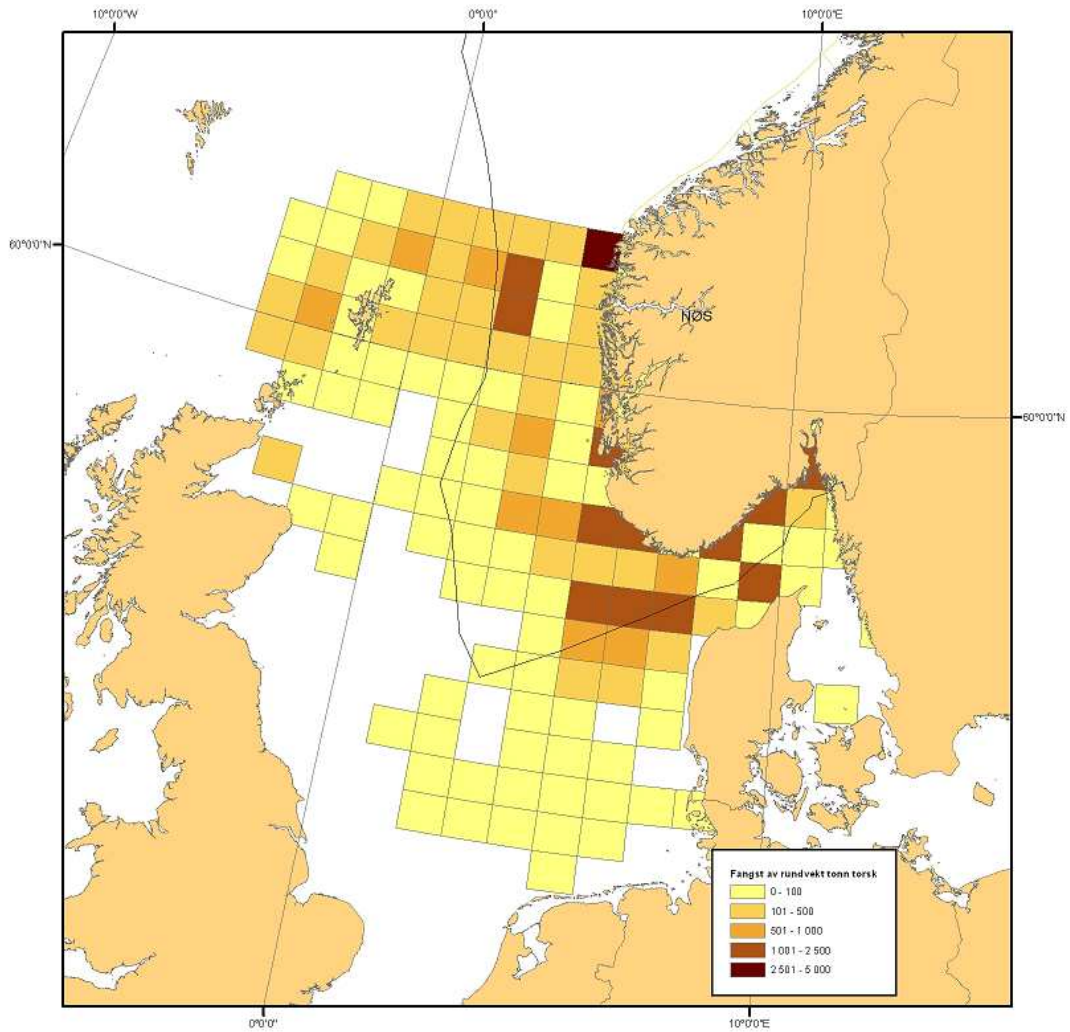 10°0'0"W
0°0'0"
10°0'0"E
60°0'0"N
NØS
60°0'0"N
Fangst av rundvekt tonn torsk
0 - 100
101 - 500
501 - 1 000
1 001 - 2 500
2 501 - 5 000
0°0'0"
10°0'0"E